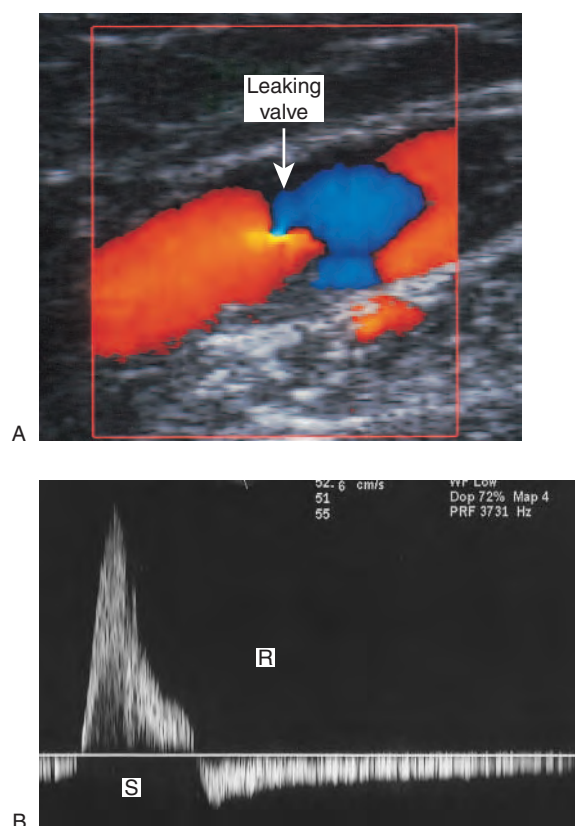 Leaking
valve
A
52. 6 cm/s WF Low
51 Dop 72% Map 4
55 PRF 3731 Hz
R
S
B